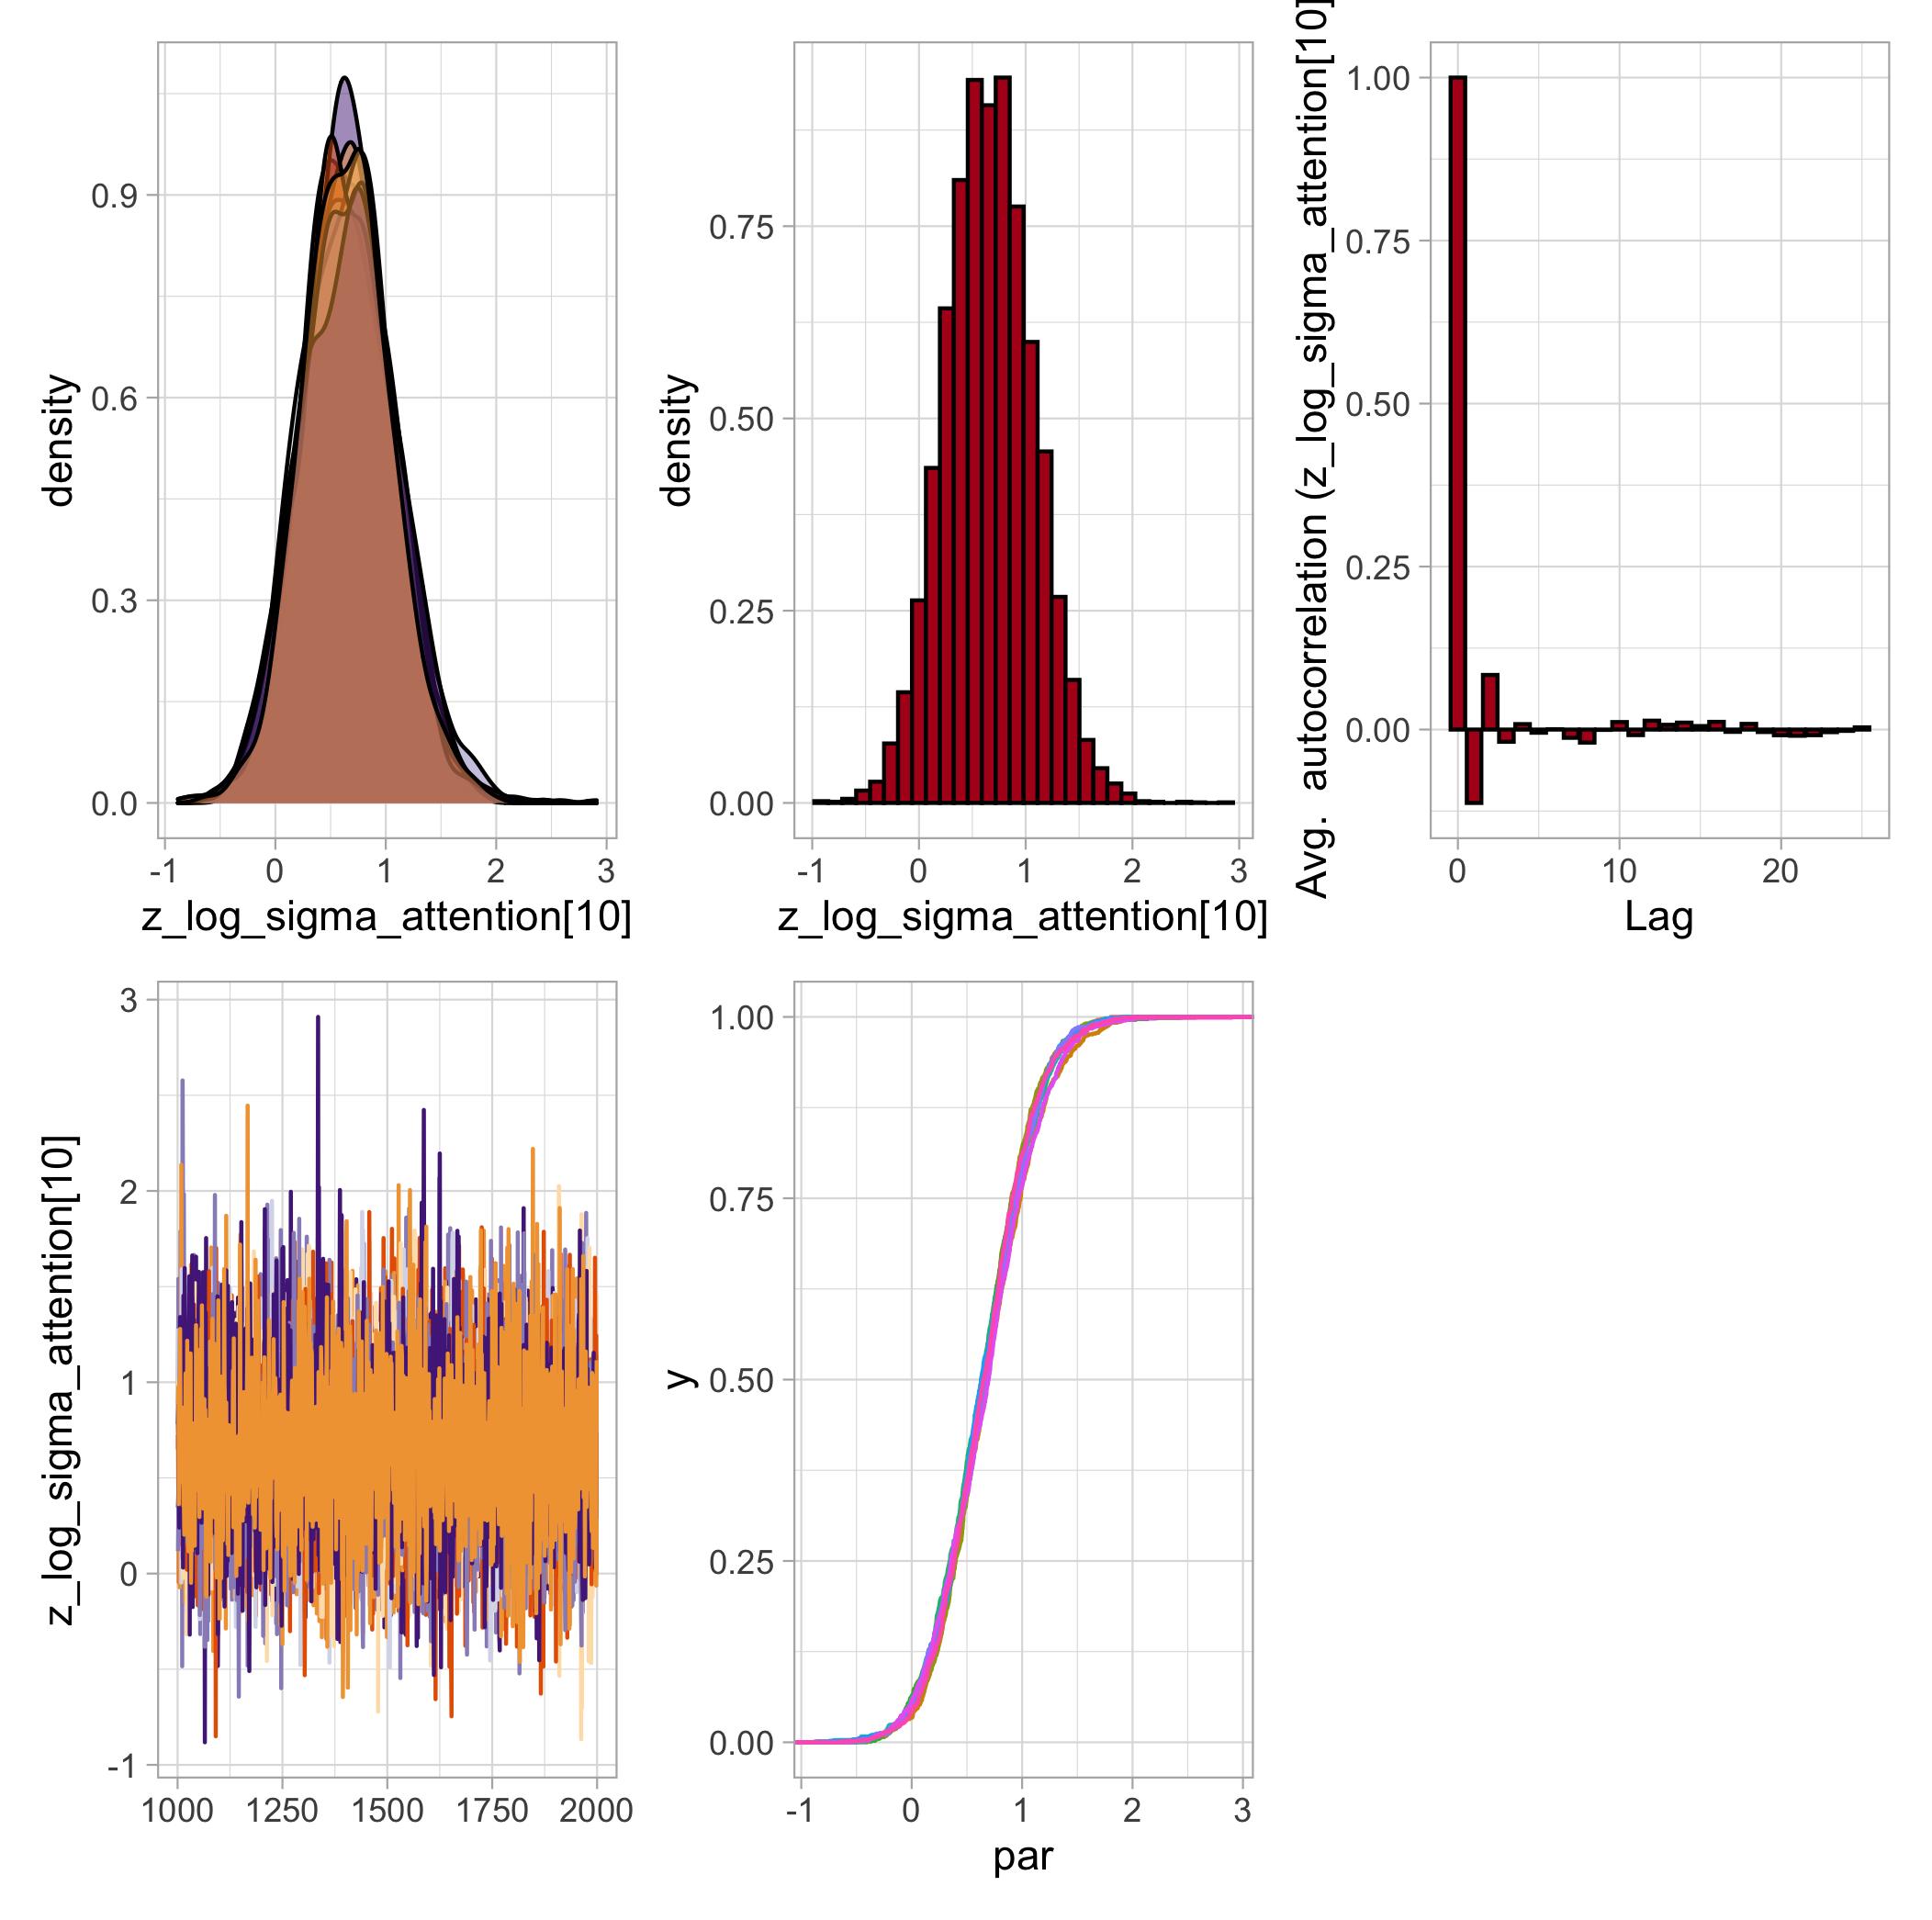 density
0.9
0.6
0.3
0.0
-1 0 1 2 3
z_log_sigma_attention[10]
density
0.75
0.50
0.25
0.00
-1 0 1 2 3
z_log_sigma_attention[10]
Avg. autocorrelation (z_log_sigma_attention[10]
1.00
0.75
0.50
0.25
0.00
0 10 20
Lag
z_log_sigma_attention[10]
3
2
1
0
-1
1000 1250 1500 1750 2000
y
1.00
0.75
0.50
0.25
0.00
-1 0 1 2 3
par